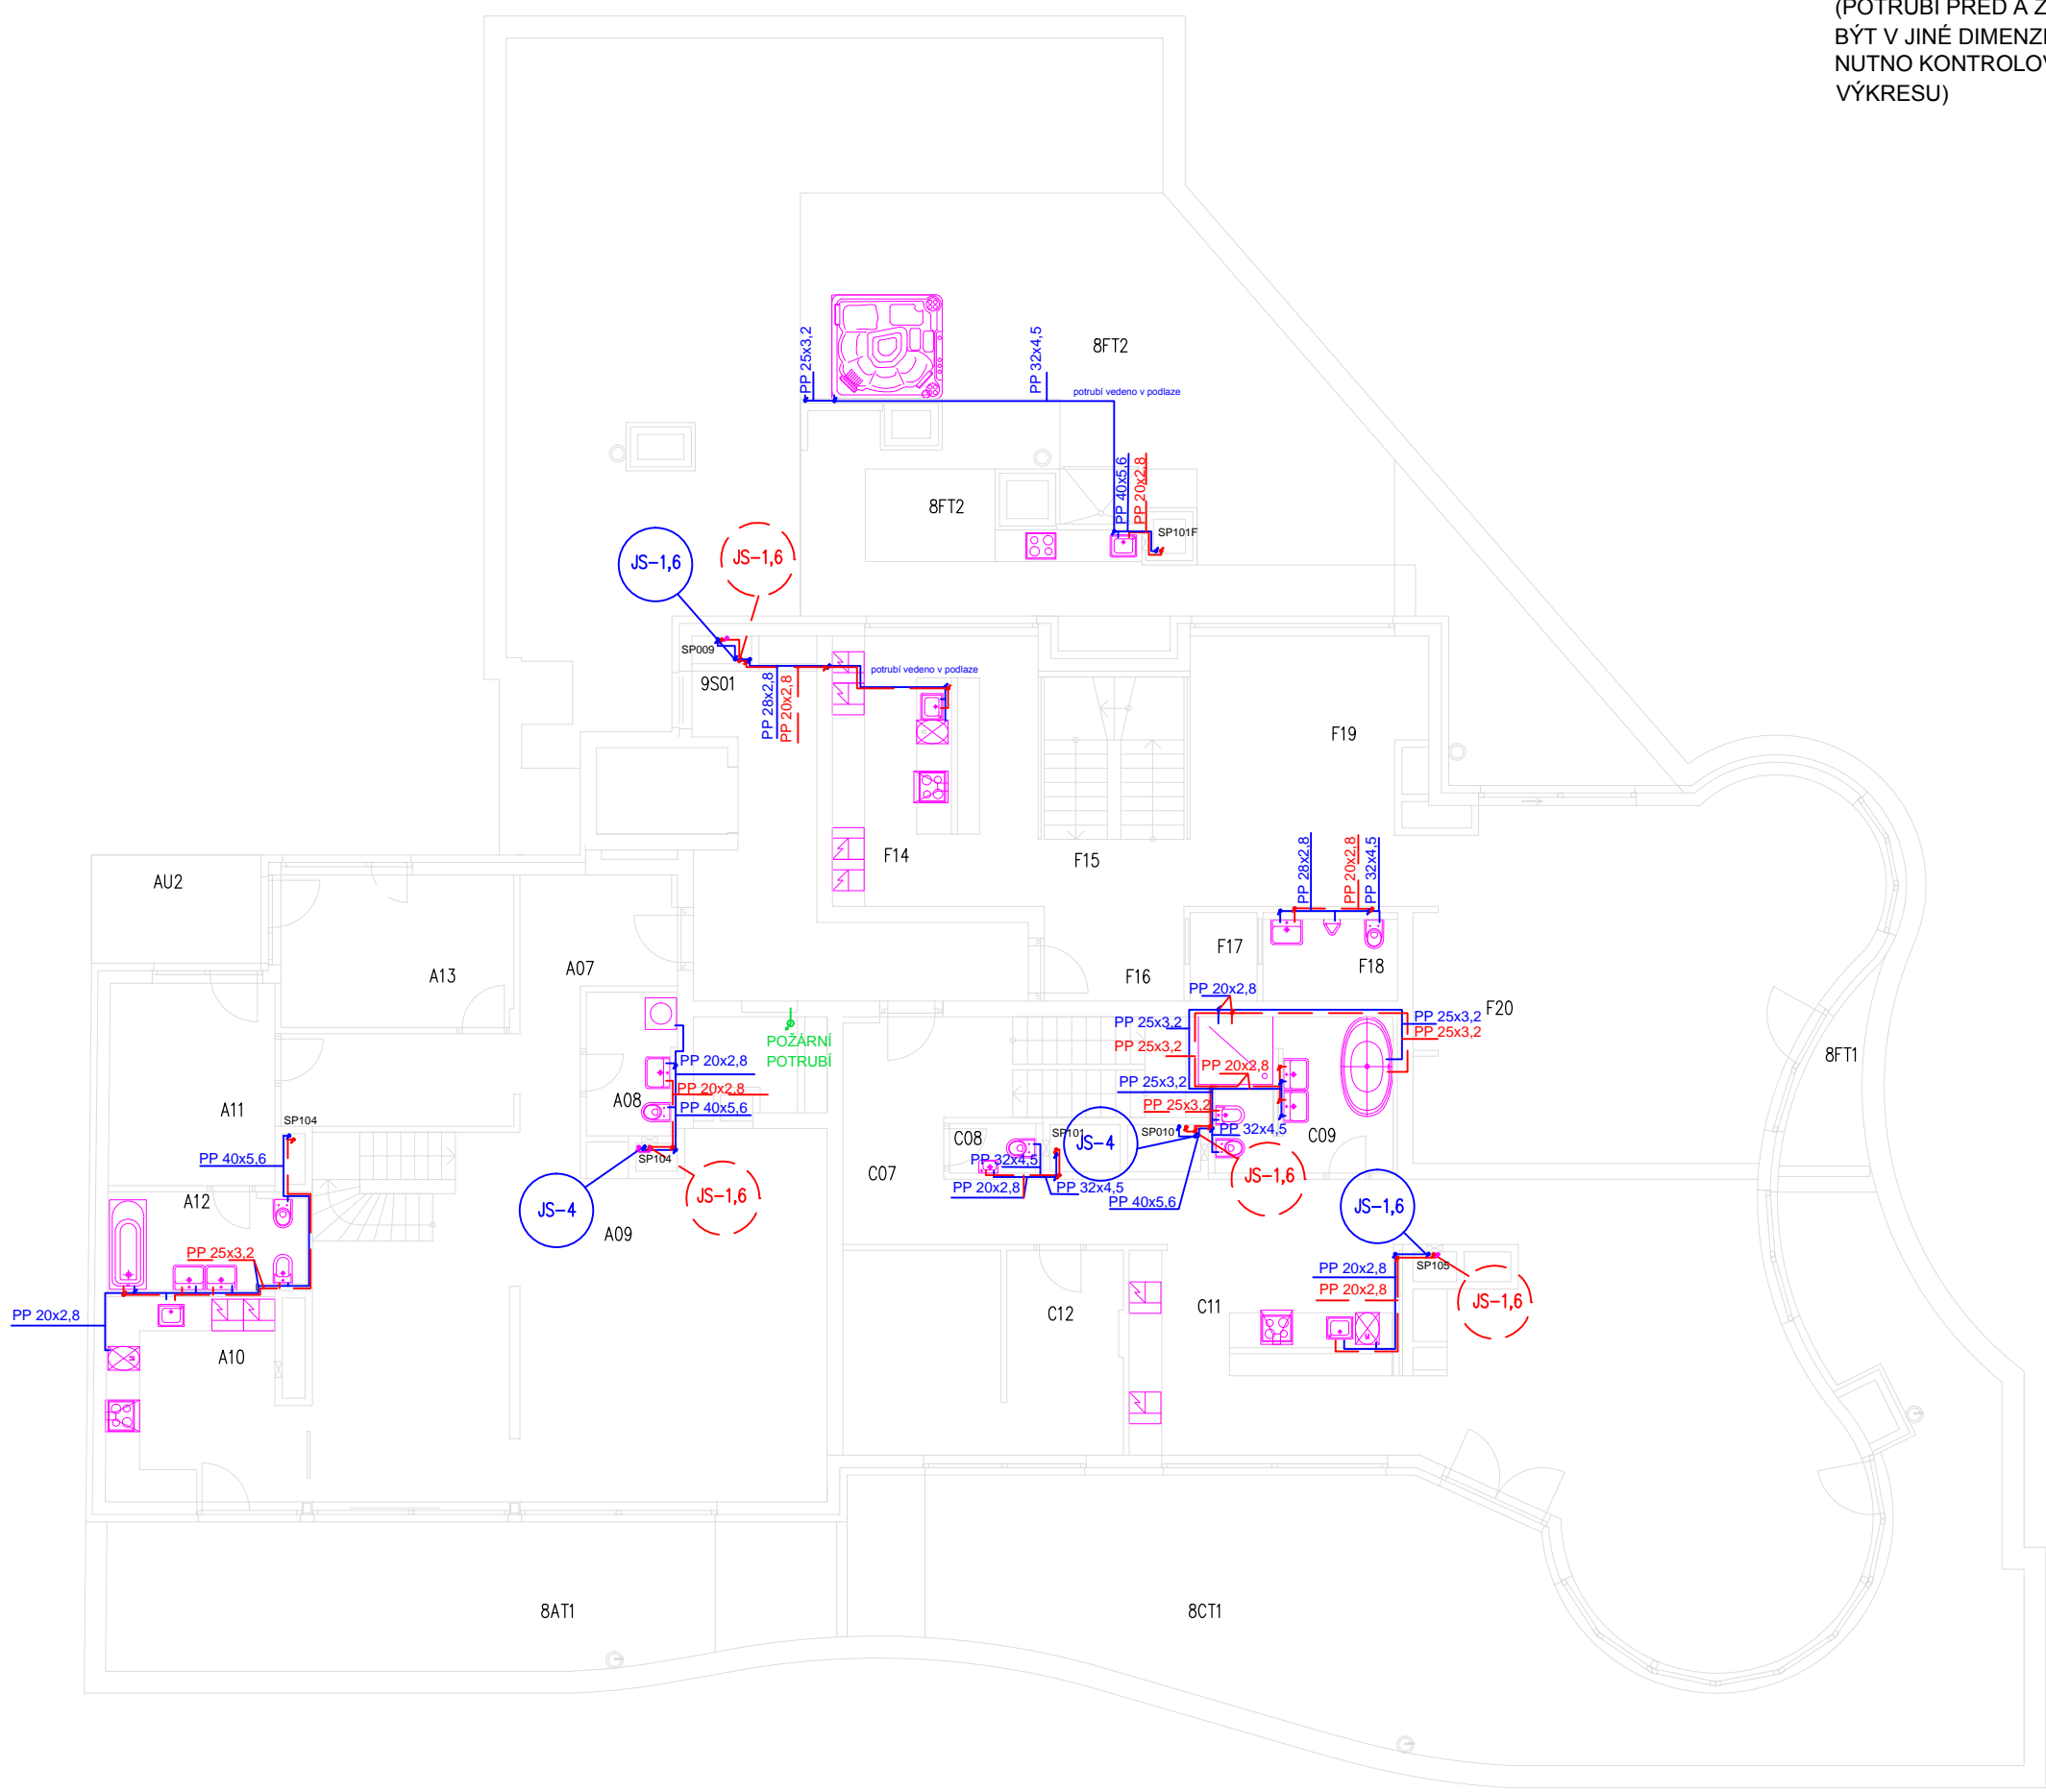 (POTRUBÍ PŘED A Z
BÝT V JINÉ DIMENZI
NUTNO KONTROLOV
VÝKRESU)
PP 25x3,2
PP 32x4,5
8FT2
potrubí vedeno v podlaze
PP 40x5,6
PP 20x2,8
8FT2
SP101F
JS-1,6
JS-1,6
SP009
9S01
potrubí vedeno v podlaze
PP 28x2,8
PP 20x2,8
F19
F14
F15
PP 28x2,8
PP 20x2,8
PP 32x4,5
AU2
A13
A07
F17
F18
F16
F20
PP 20x2,8
PP 25x3,2
PP 25x3,2
PP 25x3,2
PP 25x3,2
POŽÁRNÍ
POTRUBÍ
8FT1
PP 20x2,8
PP 20x2,8
PP 20x2,8
PP 25x3,2
PP 25x3,2
PP 40x5,6
A08
A11
SP104
SP104
C08
SP101
JS-4
SP010
PP 32x4,5
C09
PP 40x5,6
PP 32x4,5
C07
PP 20x2,8
PP 32x4,5
PP 40x5,6
JS-1,6
JS-1,6
JS-4
JS-1,6
A12
A09
PP 25x3,2
PP 20x2,8
PP 20x2,8
PP 20x2,8
SP105
JS-1,6
C12
C11
A10
8AT1
8CT1